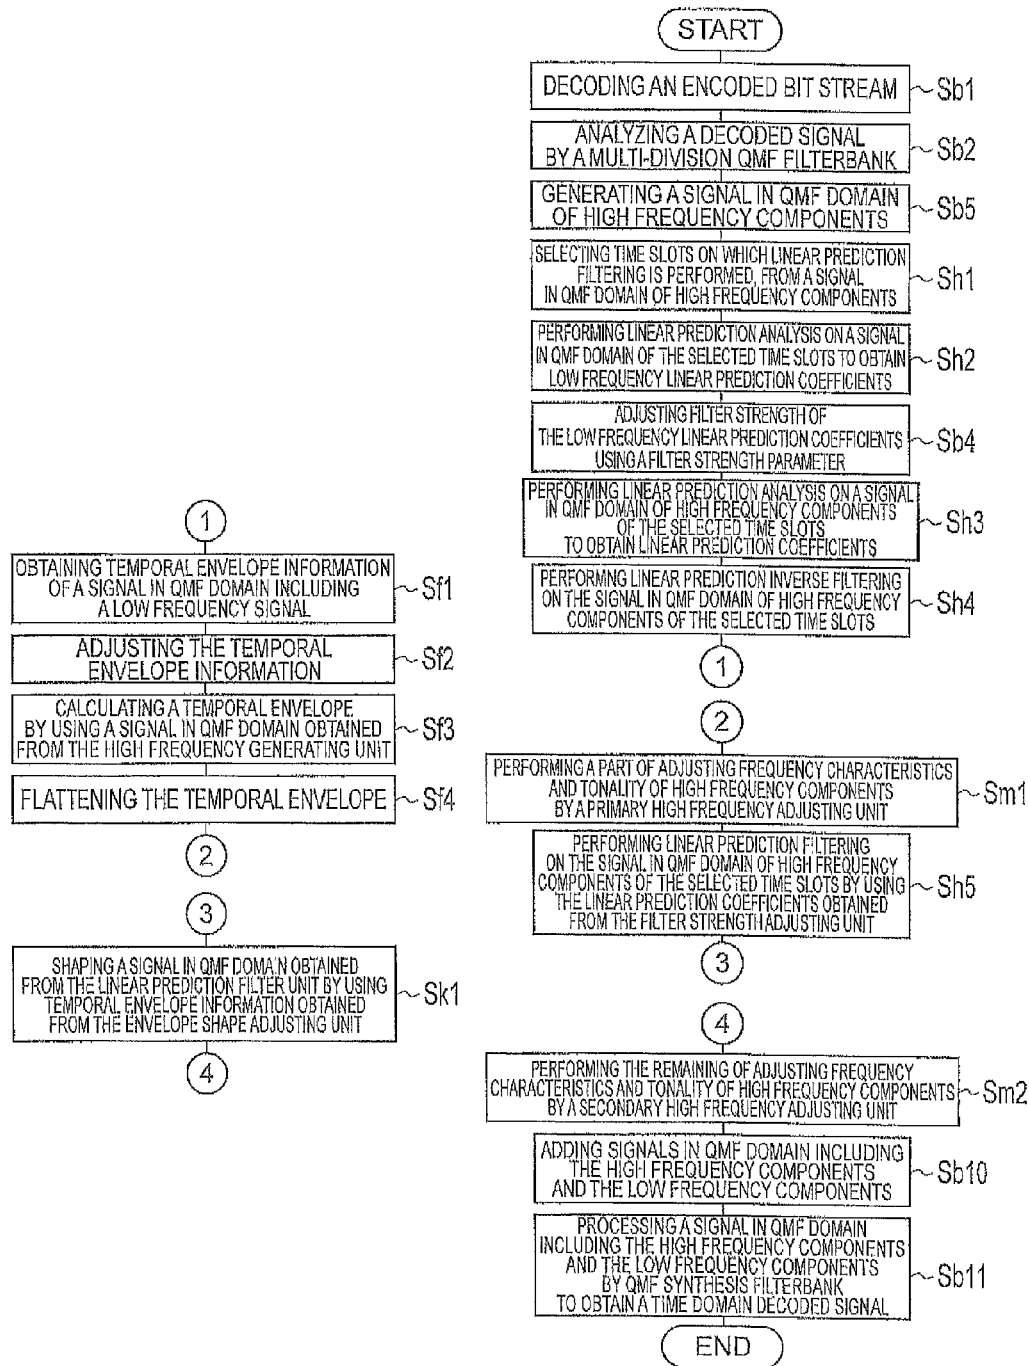 START
DECODING AN ENCODED BIT STREAM
Sb1
ANALYZING A DECODED SIGNAL
BY A MULTI-DIVISION QMF FILTERBANK
Sb2
GENERATING A SIGNAL IN QMF DOMAIN
OF HIGH FREQUENCY COMPONENTS
Sb5
SELECTING TIME SLOTS ON WHICH LINEAR PREDICTION
FILTERING IS PERFORMED, FROM A SIGNAL
IN QMF DOMAIN OF HIGH FREQUENCY COMPONENTS
Sh1
PERFORMING LINEAR PREDICTION ANALYSIS ON A SIGNAL
IN QMF DOMAIN OF THE SELECTED TIME SLOTS TO OBTAIN
LOW FREQUENCY LINEAR PREDICTION COEFFICIENTS
Sh2
ADJUSTING FILTER STRENGTH OF
THE LOW FREQUENCY LINEAR PREDICTION COEFFICIENTS
USING A FILTER STRENGTH PARAMETER
Sb4
PERFORMING LINEAR PREDICTION ANALYSIS ON A SIGNAL
IN QMF DOMAIN OF HIGH FREQUENCY COMPONENTS
OF THE SELECTED TIME SLOTS
TO OBTAIN LINEAR PREDICTION COEFFICIENTS
Sh3
PERFORMNG LINEAR PREDICTION INVERSE FILTERING
ON THE SIGNAL IN QMF DOMAIN OF HIGH FREQUENCY
COMPONENTS OF THE SELECTED TIME SLOTS
Sh4
1
1
OBTAINING TEMPORAL ENVELOPE INFORMATION
OF A SIGNAL IN QMF DOMAIN INCLUDING
A LOW FREQUENCY SIGNAL
Sf1
ADJUSTING THE TEMPORAL
ENVELOPE INFORMATION
Sf2
CALCULATING A TEMPORAL ENVELOPE
BY USING A SIGNAL IN QMF DOMAIN OBTAINED
FROM THE HIGH FREQUENCY GENERATING UNIT
Sf3
FLATTENING THE TEMPORAL ENVELOPE
Sf4
2
2
PERFORMING A PART OF ADJUSTING FREQUENCY CHARACTERISTICS
AND TONALITY OF HIGH FREQUENCY COMPONENTS
BY A PRIMARY HIGH FREQUENCY ADJUSTING UNIT
Sm1
PERFORMING LINEAR PREDICTION FILTERING
ON THE SIGNAL IN QMF DOMAIN OF HIGH FREQUENCY
COMPONENTS OF THE SELECTED TIME SLOTS BY USING
THE LINEAR PREDICTION COEFFICIENTS OBTAINED
FROM THE FILTER STRENGTH ADJUSTING UNIT
Sh5
3
3
SHAPING A SIGNAL IN QMF DOMAIN OBTAINED
FROM THE LINEAR PREDICTION FILTER UNIT BY USING
TEMPORAL ENVELOPE INFORMATION OBTAINED
FROM THE ENVELOPE SHAPE ADJUSTING UNIT
Sk1
4
4
PERFORMING THE REMAINING OF ADJUSTING FREQUENCY
CHARACTERISTICS AND TONALITY OF HIGH FREQUENCY COMPONENTS
BY A SECONDARY HIGH FREQUENCY ADJUSTING UNIT
Sm2
ADDING SIGNALS IN QMF DOMAIN INCLUDING
THE HIGH FREQUENCY COMPONENTS
AND THE LOW FREQUENCY COMPONENTS
Sb10
PROCESSING A SIGNAL IN QMF DOMAIN
INCLUDING THE HIGH FREQUENCY COMPONENTS
AND THE LOW FREQUENCY COMPONENTS
BY QMF SYNTHESIS FILTERBANK
TO OBTAIN A TIME DOMAIN DECODED SIGNAL
Sb11
END